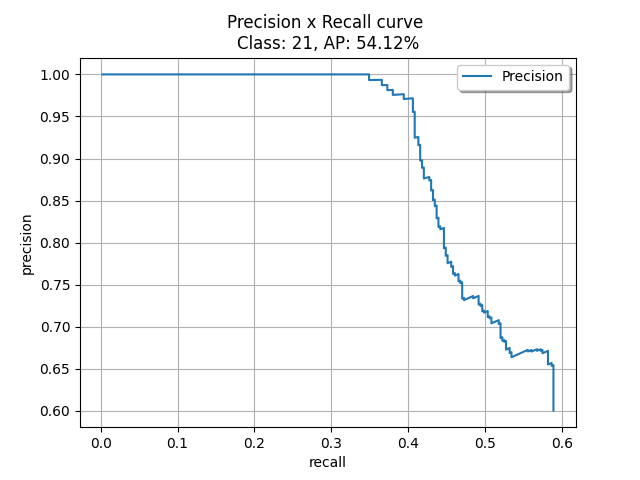 Precision x Recall curve
Class: 21, AP: 54.12%
Precision
1.00
0.95
0.90
0.85
0.80
0.75
0.70
0.65
0.60
precision
0.0 0.1 0.2 0.3 0.4 0.5 0.6
recall